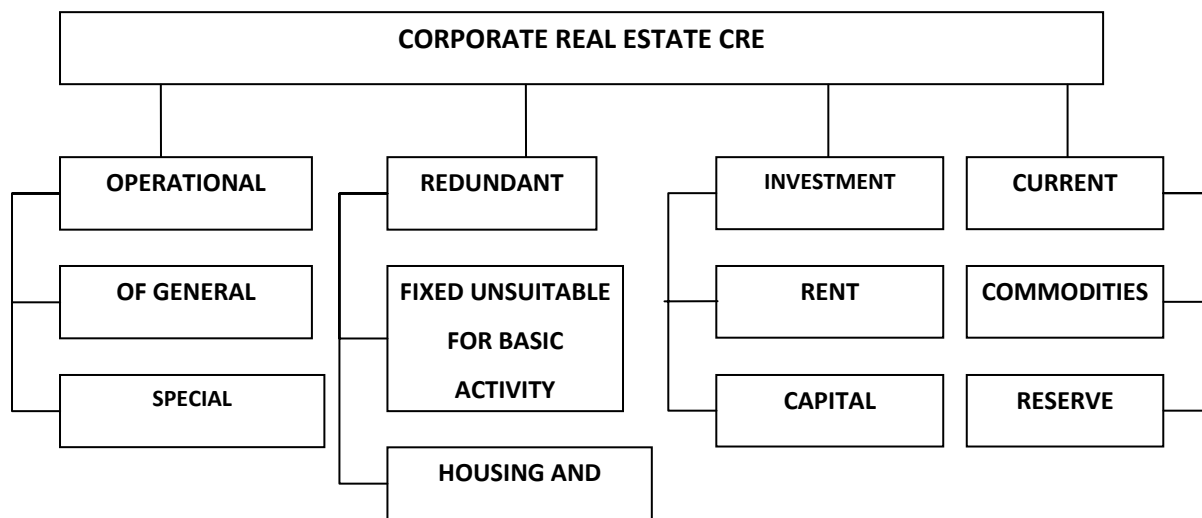 CORPORATE REAL ESTATE CRE
OPERATIONAL
REDUNDANT
INVESTMENT
CURRENT
OF GENERAL
FIXED UNSUITABLE
FOR BASIC
ACTIVITY
RENT
COMMODITIES
SPECIAL
CAPITAL
RESERVE
HOUSING AND